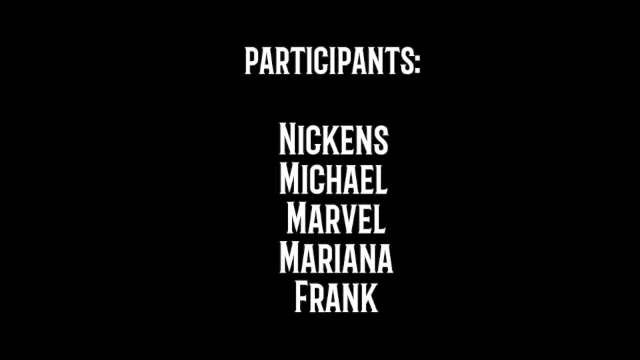 PARTICIPANTS:
NICKENS
MICHAEL
MARVEL
MARIANA
FRANK